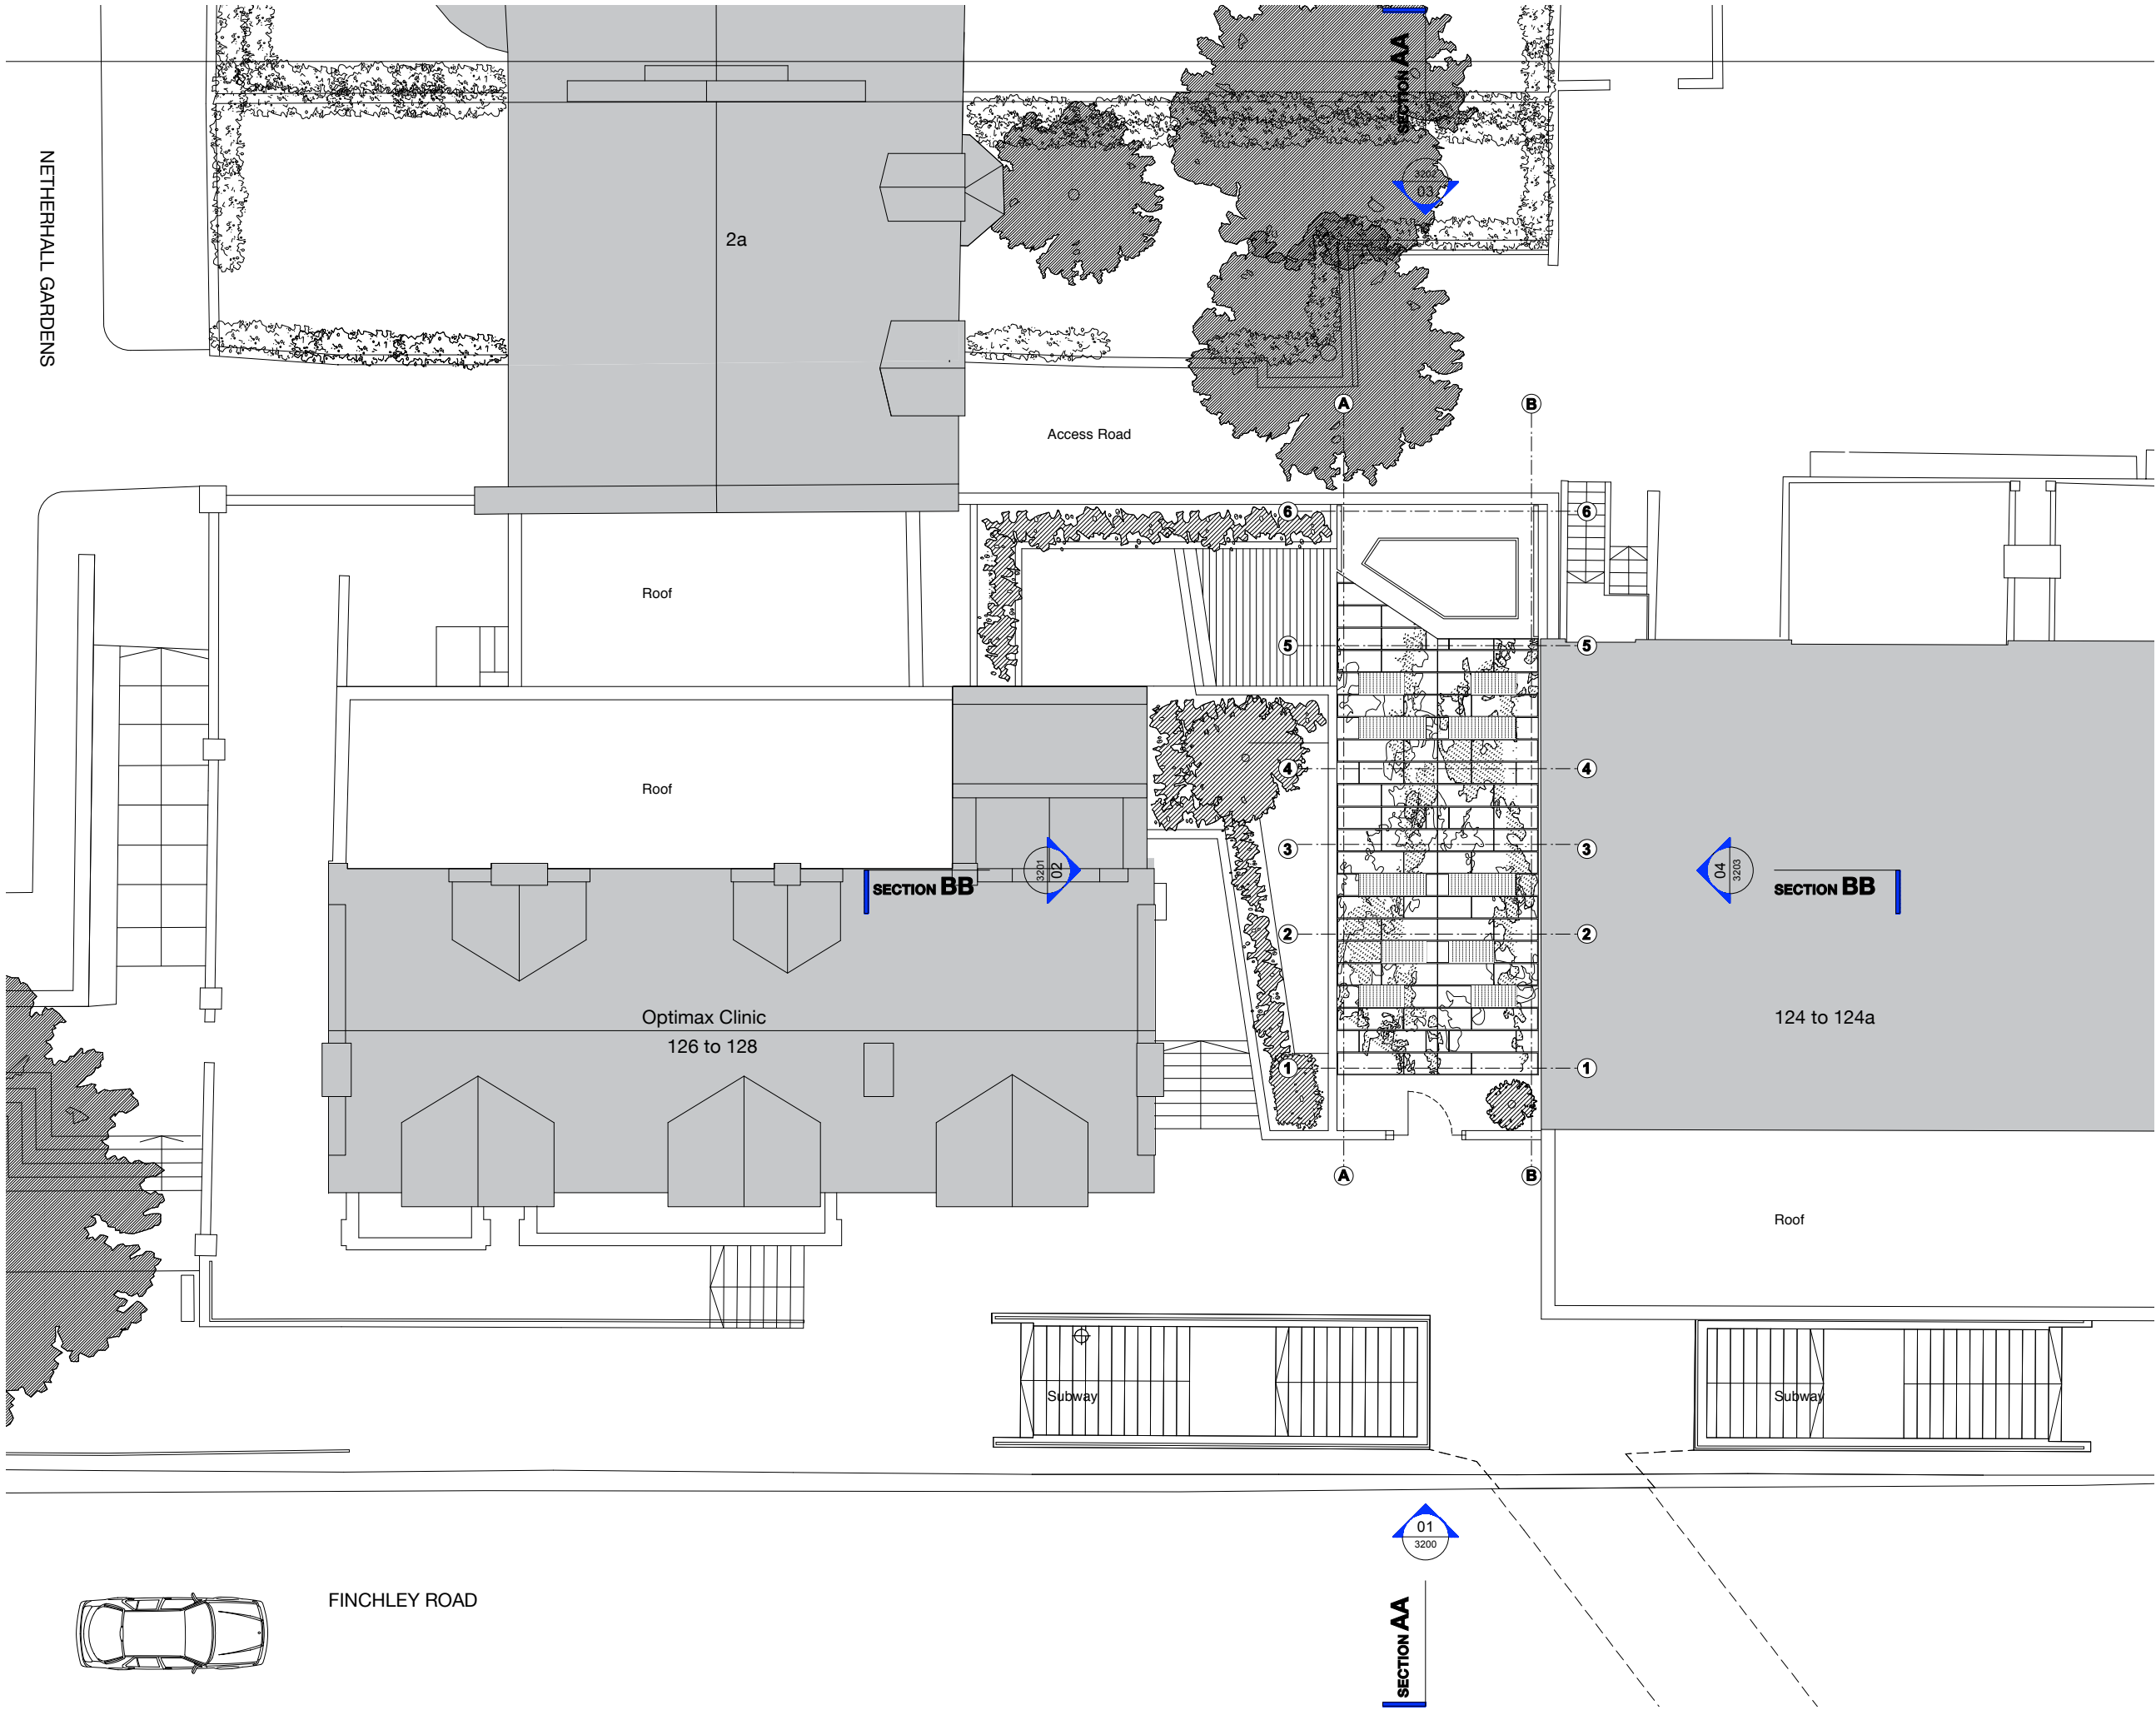 SECTION AA
3202
03
NETHERHALL GARDENS
2a
A
B
Access Road
6
6
Roof
5
5
4
4
Roof
3
3
3201
02
04
3203
SECTION BB
SECTION BB
2
2
Optimax Clinic
126 to 128
124 to 124a
1
1
A
B
Roof
Subway
Subway
01
3200
FINCHLEY ROAD
SECTION AA